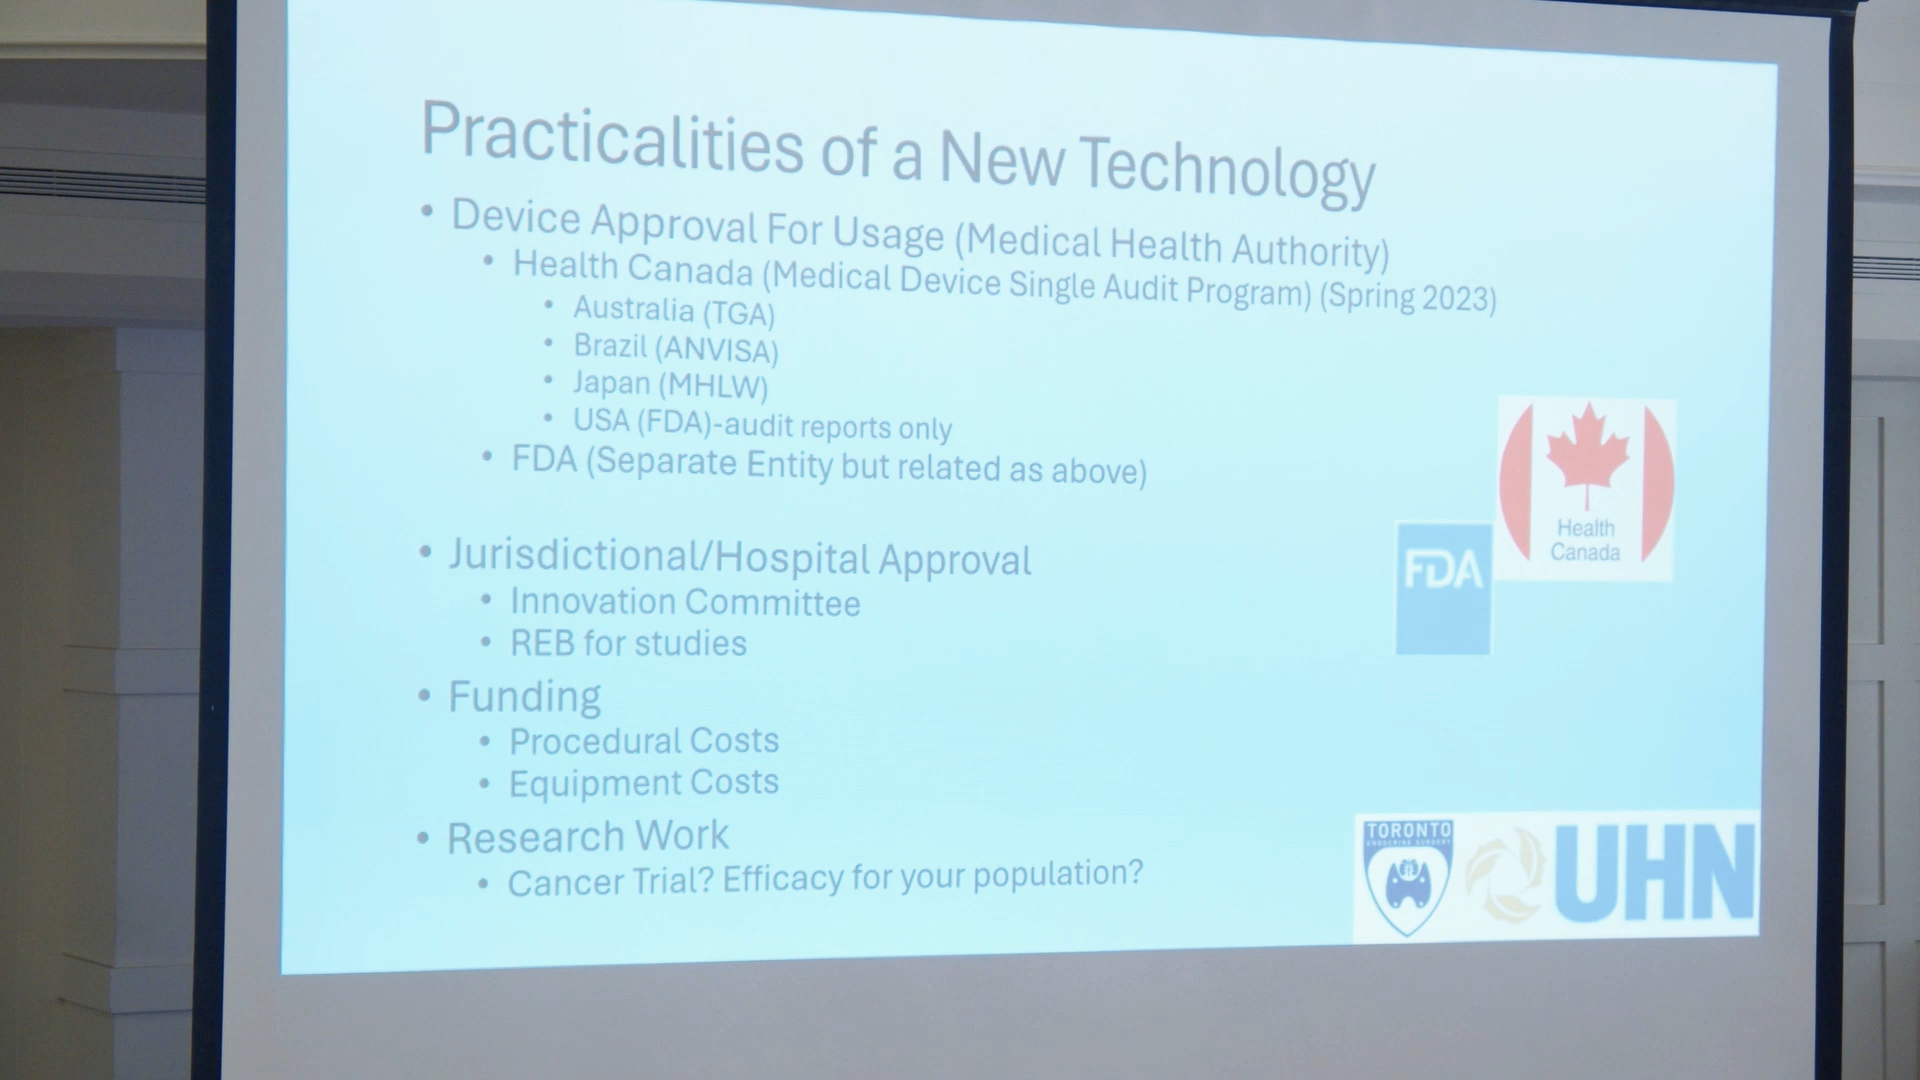 Practicalities of a New Technology
• Device Approval For Usage (Medical Health Authority)
• Health Canada (Medical Device Single Audit Program) (Spring 2023)
• Australia (TGA)
• Brazil (ANVISA)
• Japan (MHLW)
• USA (FDA)-audit reports only
• FDA (Separate Entity but related as above)
• Jurisdictional/Hospital Approval
• Innovation Committee
• REB for studies
• Funding
• Procedural Costs
• Equipment Costs
• Research Work
• Cancer Trial? Efficacy for your population?
Health
Canada
FDA
TORONTO
ENDOCRINE SURGERY
UHN